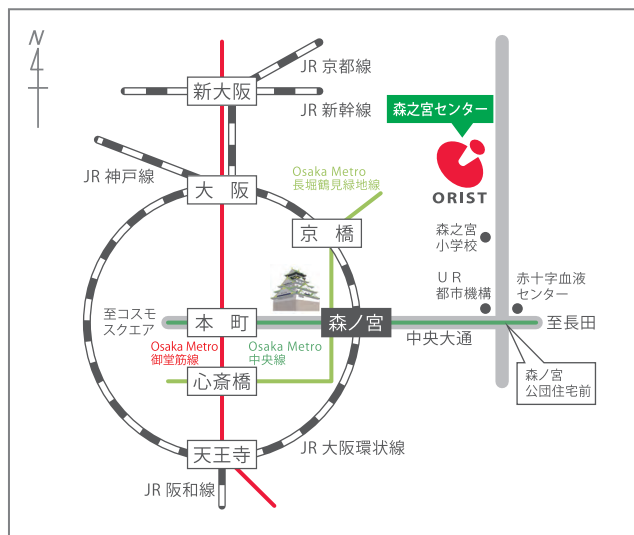 N
JR 京都線
新大阪
JR 新幹線
森之宮センター
ORIST
JR 神戸線
大 阪
Osaka Metro
長堀鶴見緑地線
京 橋
森之宮
小学校
UR
都市機構
赤十字血液
センター
至コスモ
スクエア
本 町
森ノ宮
中央大通
至長田
Osaka Metro
御堂筋線
Osaka Metro
中央線
心斎橋
森ノ宮
公団住宅前
天王寺
JR 大阪環状線
JR 阪和線